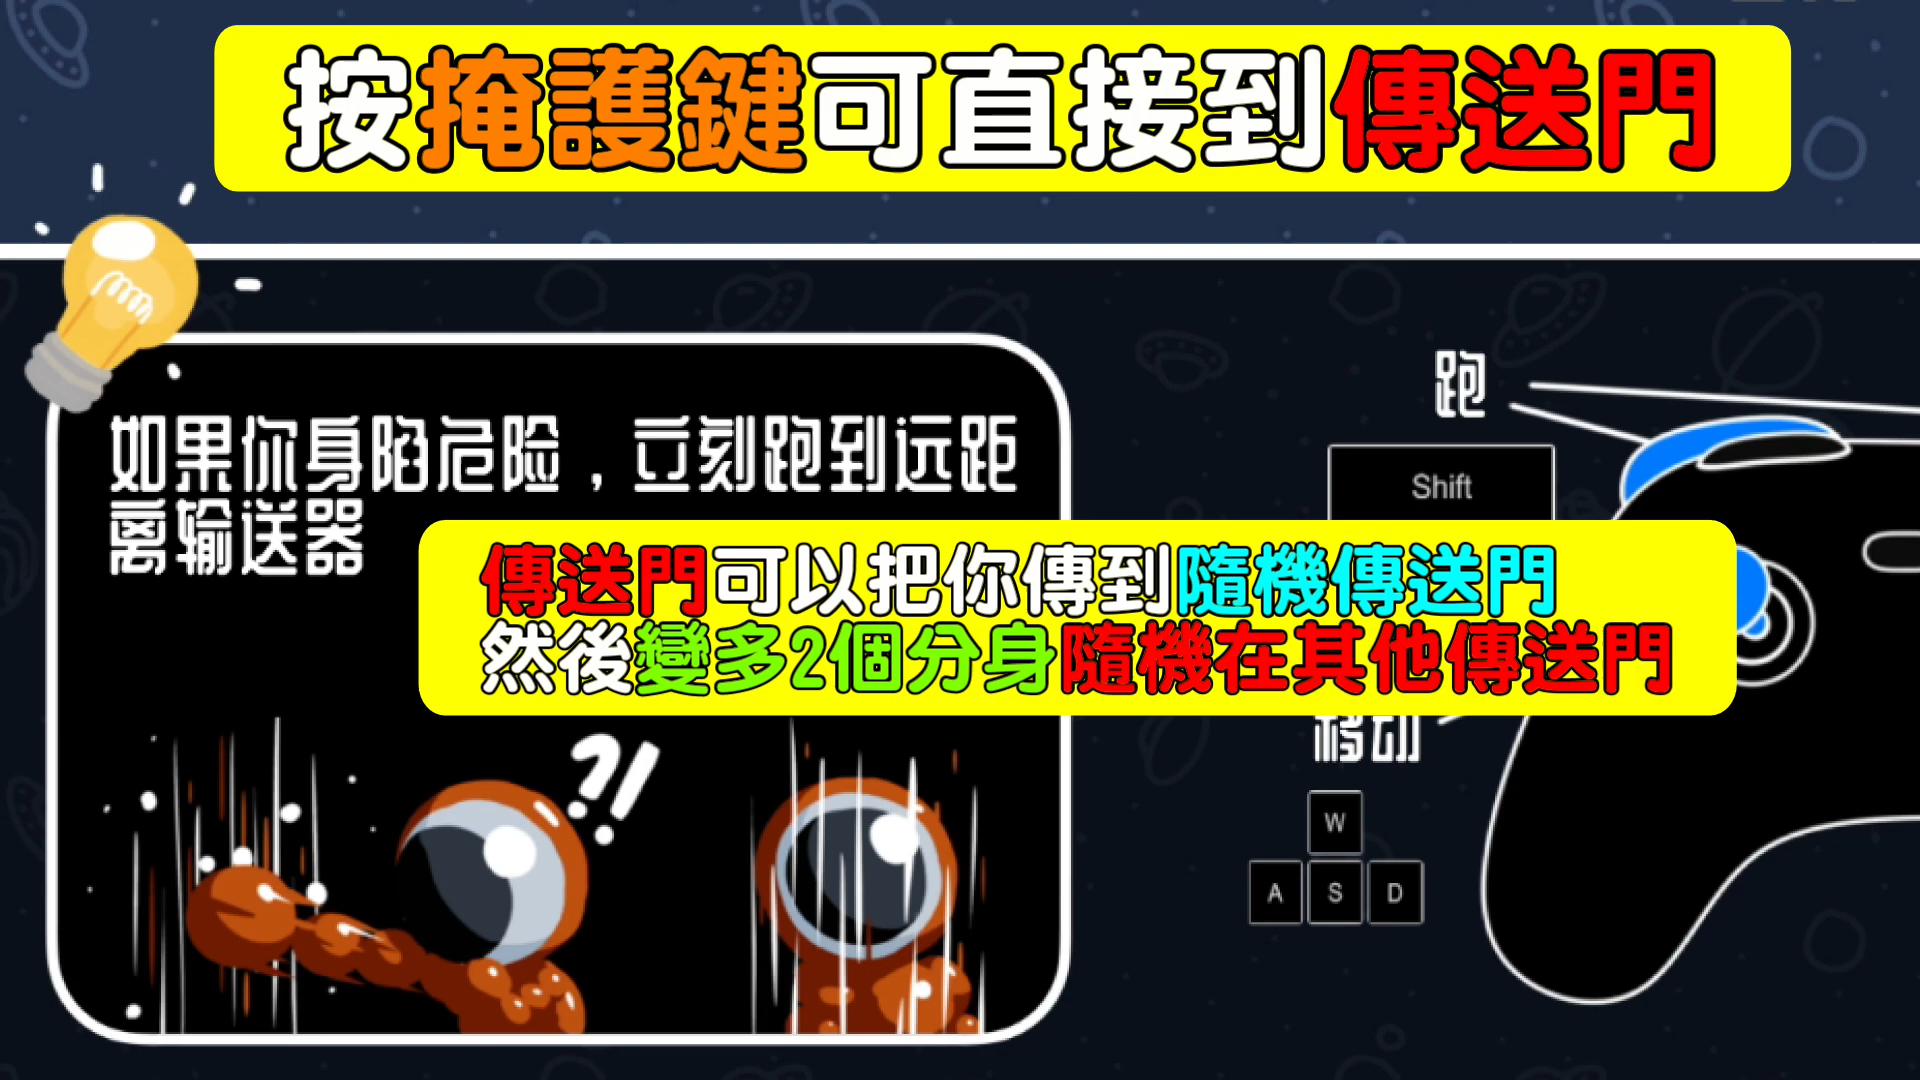 按掩護鍵可直接到傳送門
如果你身陷危险，立刻跑到远距
离输送器
跑
Shift
傳送門可以把你傳到隨機傳送門
然後變多2個分身隨機在其他傳送門
移动
?!
W
A S D